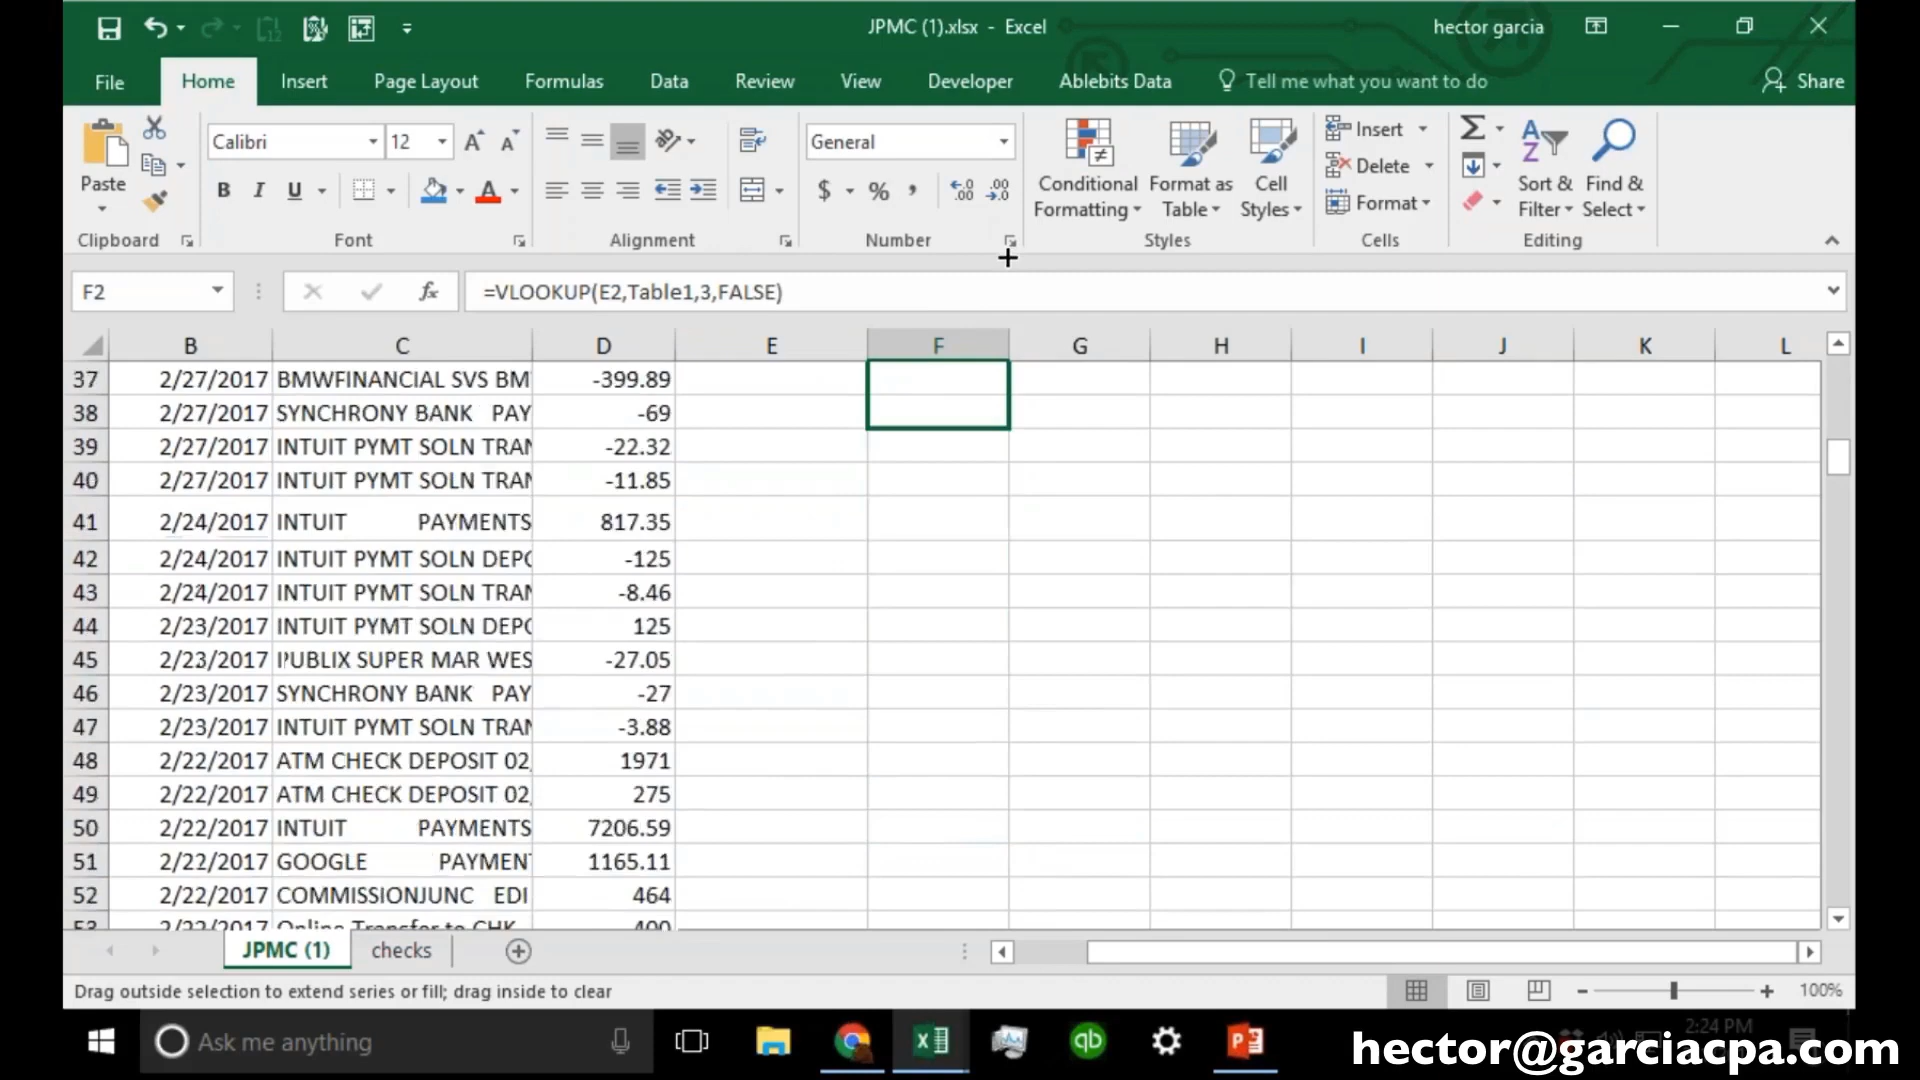 JPMC (1).xlsx - Excel
hector garcia
File Home Insert Page Layout Formulas Data Review View Developer Ablebits Data Tell me what you want to do Share
Paste
Clipboard
Calibri 12
B I U
Font
Alignment
General
$ % ,
Number
Conditional Formatting
Format as Table
Cell Styles
Styles
Insert
Delete
Format
Cells
Sort & Filter
Find & Select
Editing
F2 fx =VLOOKUP(E2,Table1,3,FALSE)
B C D E F G H I J K L
37 2/27/2017 BMWFINANCIAL SVS BM -399.89
38 2/27/2017 SYNCHRONY BANK PAY -69
39 2/27/2017 INTUIT PYMT SOLN TRAN -22.32
40 2/27/2017 INTUIT PYMT SOLN TRAN -11.85
41 2/24/2017 INTUIT PAYMENTS 817.35
42 2/24/2017 INTUIT PYMT SOLN DEPO -125
43 2/24/2017 INTUIT PYMT SOLN TRAN -8.46
44 2/23/2017 INTUIT PYMT SOLN DEPO 125
45 2/23/2017 PUBLIX SUPER MAR WES -27.05
46 2/23/2017 SYNCHRONY BANK PAY -27
47 2/23/2017 INTUIT PYMT SOLN TRAN -3.88
48 2/22/2017 ATM CHECK DEPOSIT 02, 1971
49 2/22/2017 ATM CHECK DEPOSIT 02, 275
50 2/22/2017 INTUIT PAYMENTS 7206.59
51 2/22/2017 GOOGLE PAYMEN 1165.11
52 2/22/2017 COMMISSIONJUNC EDI 464
53 2/22/2017 Online Transfer to CHK
JPMC (1) checks
Drag outside selection to extend series or fill; drag inside to clear
100%
Ask me anything
2:24 PM
hector@garciacpa.com